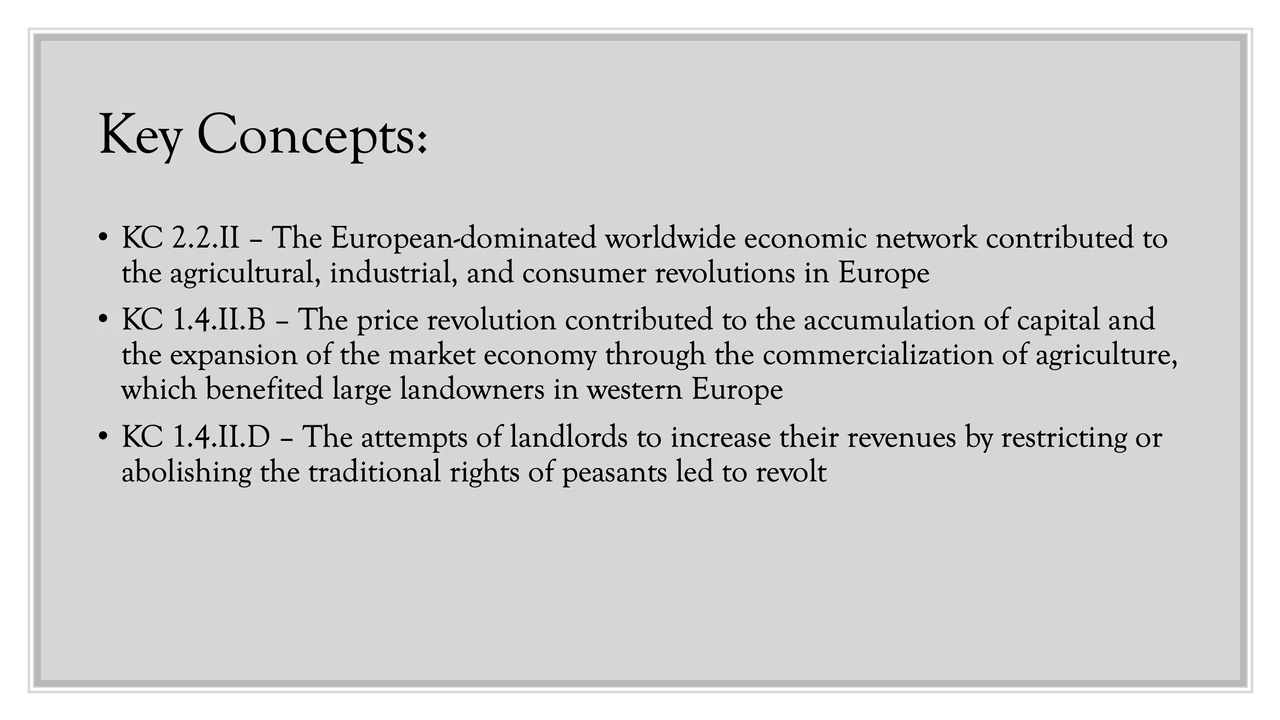 Key Concepts:
• KC 2.2.II – The European-dominated worldwide economic network contributed to
the agricultural, industrial, and consumer revolutions in Europe
• KC 1.4.II.B – The price revolution contributed to the accumulation of capital and
the expansion of the market economy through the commercialization of agriculture,
which benefited large landowners in western Europe
• KC 1.4.II.D – The attempts of landlords to increase their revenues by restricting or
abolishing the traditional rights of peasants led to revolt